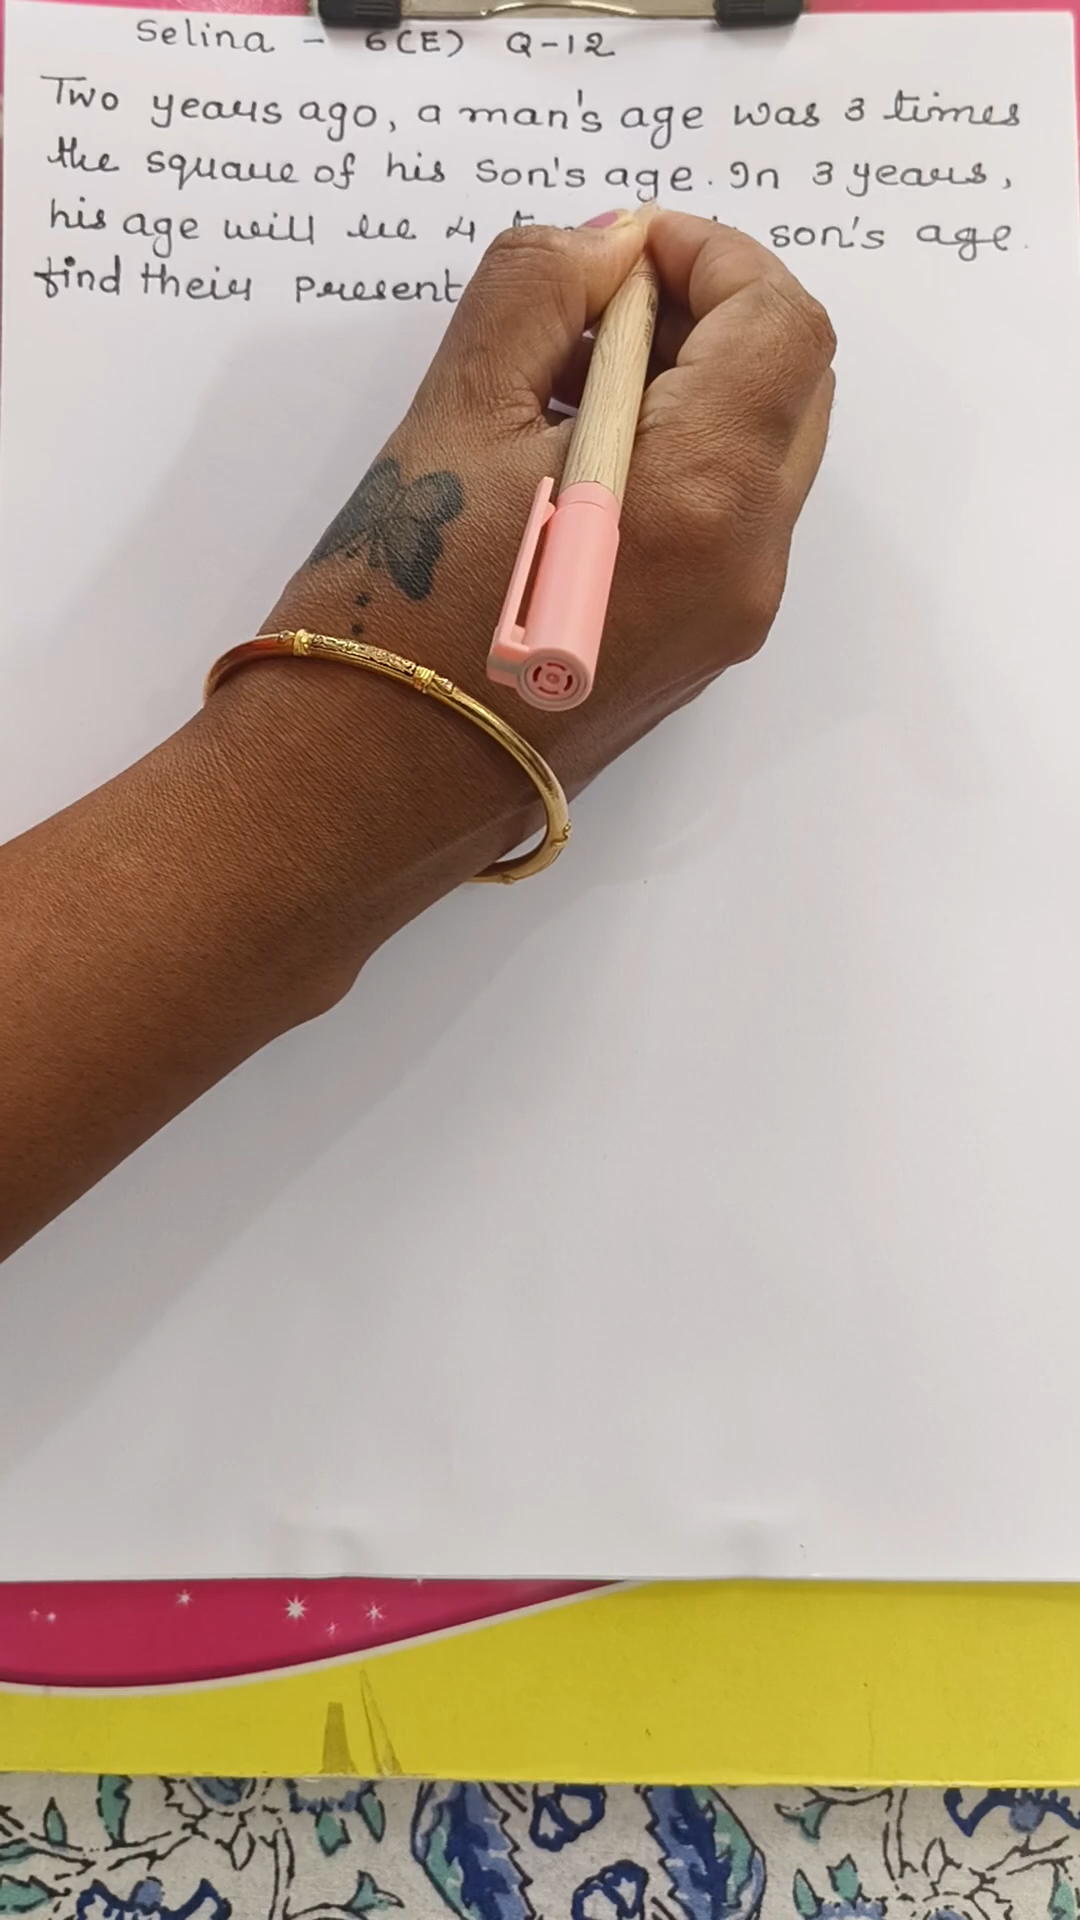 Selina - 6(E) Q-12
Two years ago, a man's age was 3 times
the square of his son's age. In 3 years,
his age will be 4 son's age.
find their present